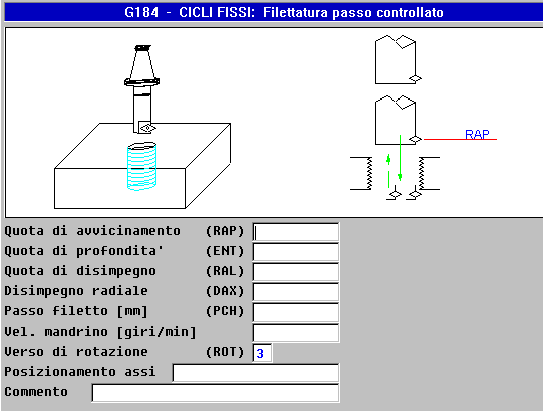 G184 - CICLI FISSI: Filettatura passo controllato
RAP
Quota di avvicinamento (RAP)
Quota di profondita' (ENT)
Quota di disimpegno (RAL)
Disimpegno radiale (DAX)
Passo filetto [mm] (PCH)
Vel. mandrino [giri/min]
Verso di rotazione (ROT) 3
Posizionamento assi
Commento